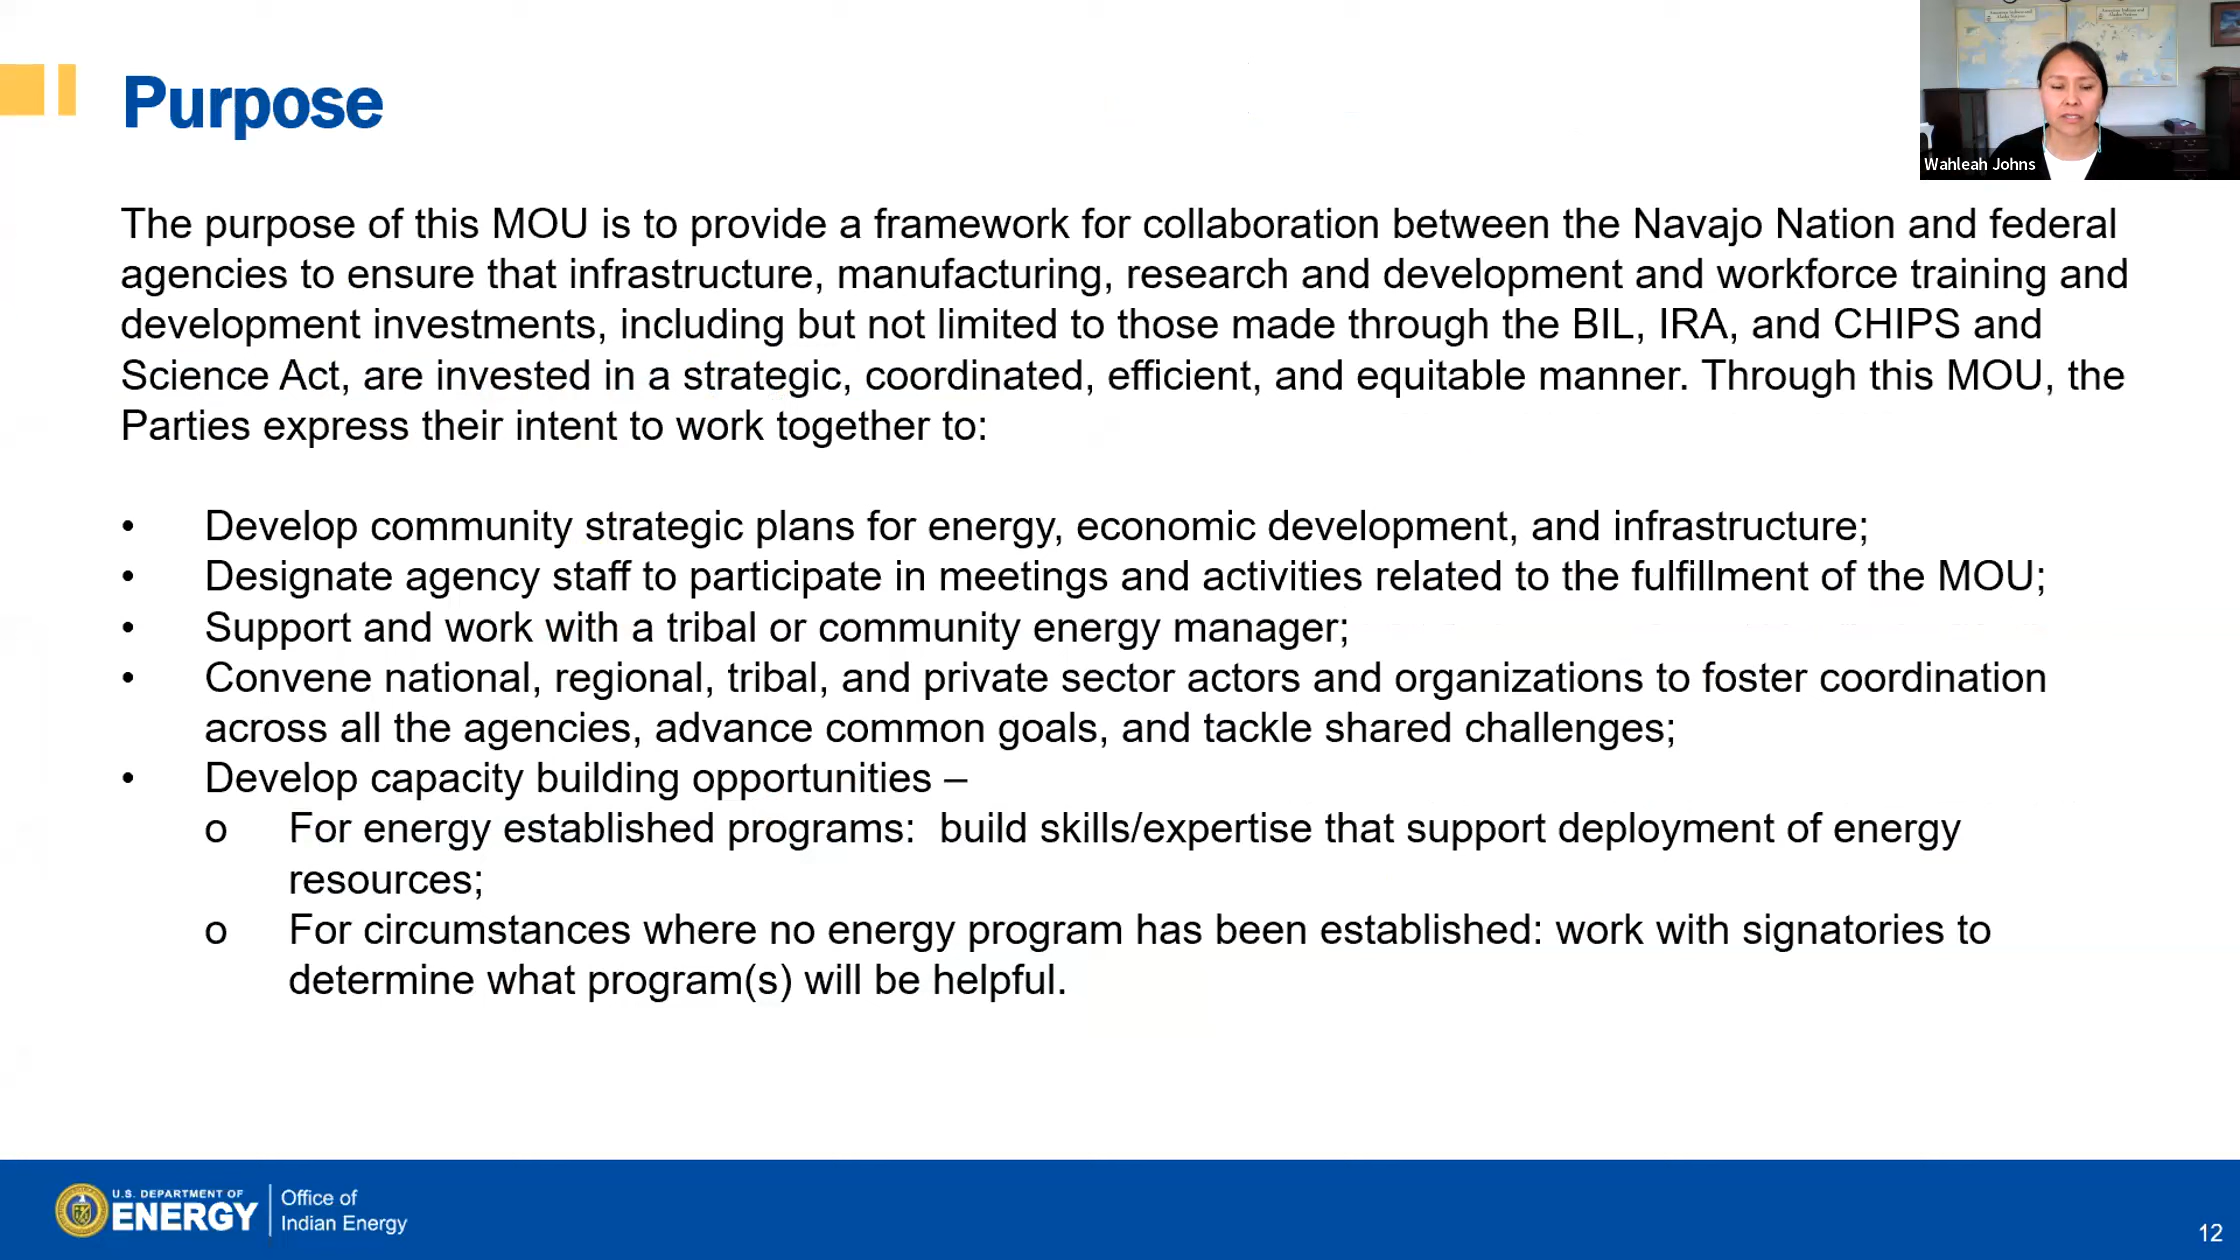 Purpose
Wahleah Johns
The purpose of this MOU is to provide a framework for collaboration between the Navajo Nation and federal
agencies to ensure that infrastructure, manufacturing, research and development and workforce training and
development investments, including but not limited to those made through the BIL, IRA, and CHIPS and
Science Act, are invested in a strategic, coordinated, efficient, and equitable manner. Through this MOU, the
Parties express their intent to work together to:
• Develop community strategic plans for energy, economic development, and infrastructure;
• Designate agency staff to participate in meetings and activities related to the fulfillment of the MOU;
• Support and work with a tribal or community energy manager;
• Convene national, regional, tribal, and private sector actors and organizations to foster coordination
across all the agencies, advance common goals, and tackle shared challenges;
• Develop capacity building opportunities –
o For energy established programs:  build skills/expertise that support deployment of energy
resources;
o For circumstances where no energy program has been established: work with signatories to
determine what program(s) will be helpful.
U.S. DEPARTMENT OF
ENERGY
Office of
Indian Energy
12